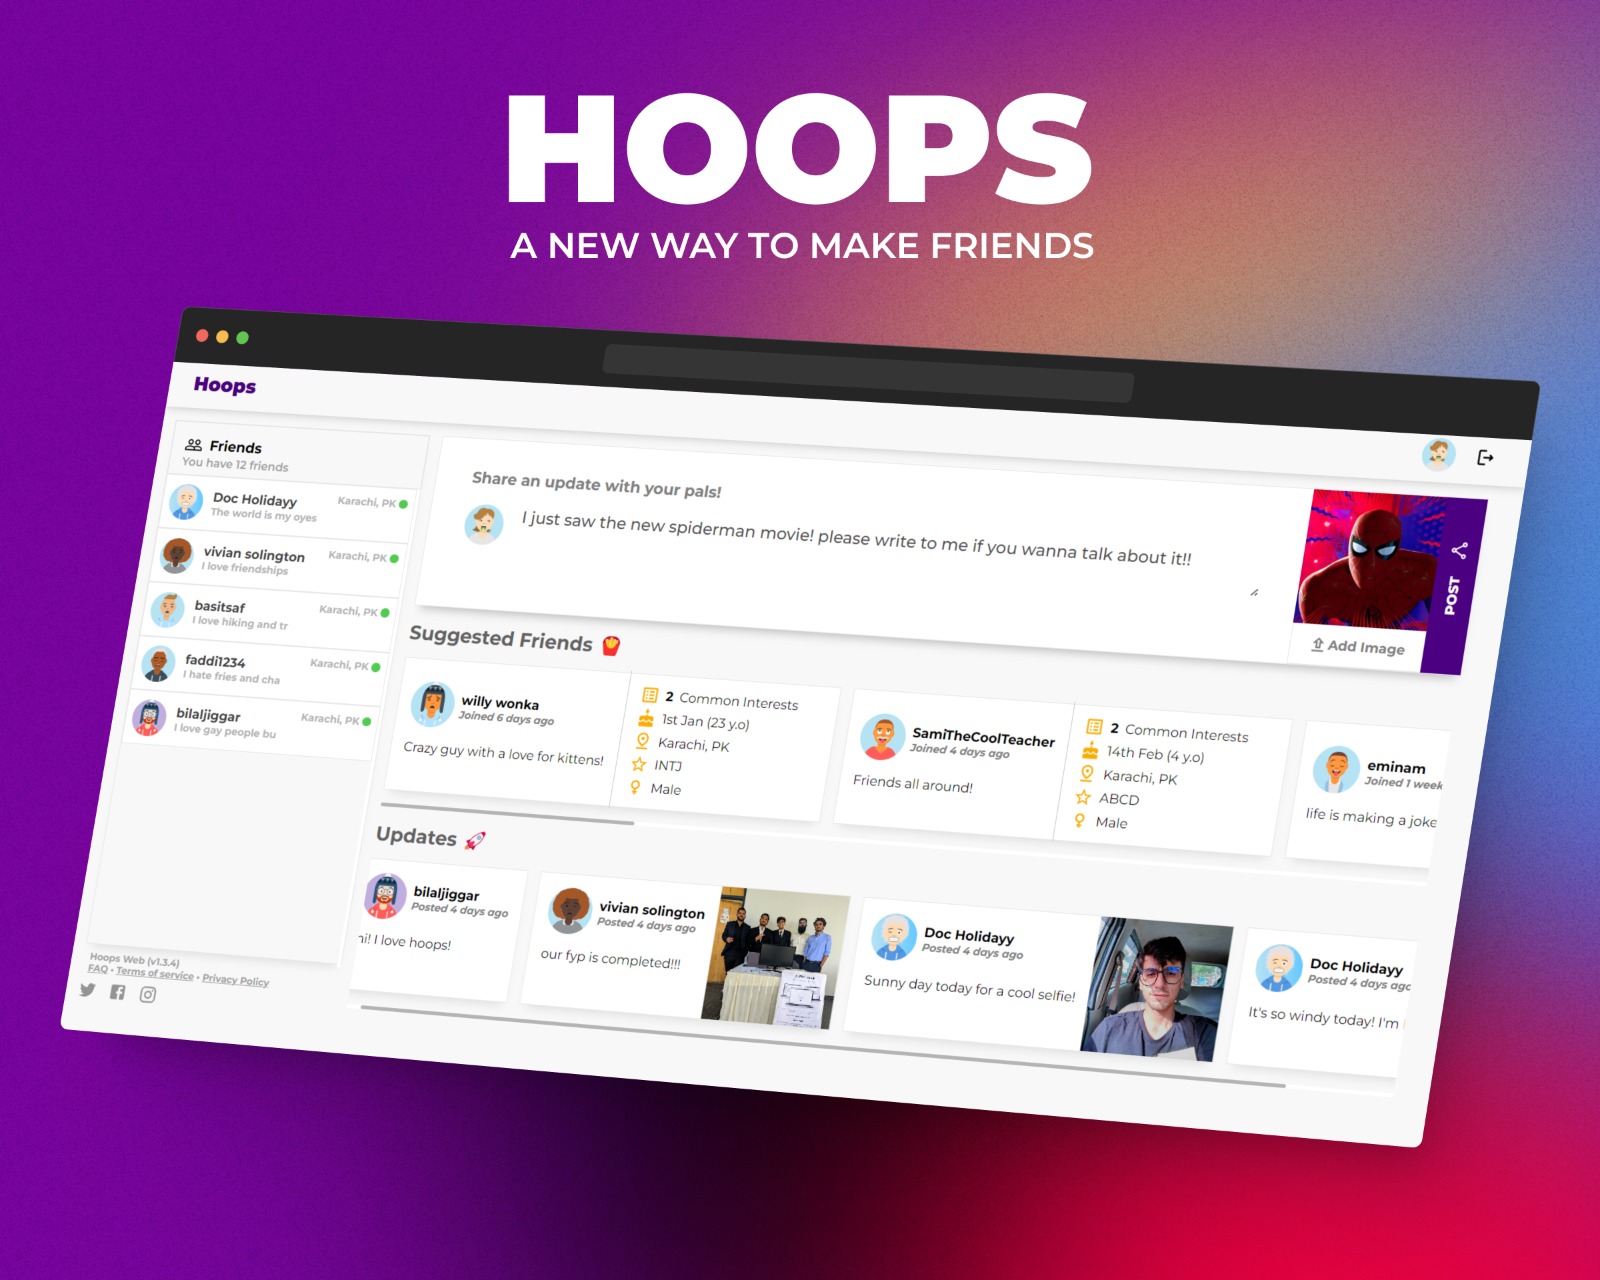 HOOPS
A NEW WAY TO MAKE FRIENDS
Hoops
Friends
You have 12 friends
Doc Holidayy
Karachi, PK
The world is my oyes
vivian solington
Karachi, PK
I love friendships
basitsaf
Karachi, PK
I love hiking and tr
faddi1234
Karachi, PK
I hate fries and cha
bilaljiggar
Karachi, PK
I love gay people bu
Hoops Web (v1.3.4)
FAQ • Terms of service • Privacy Policy
Share an update with your pals!
I just saw the new spiderman movie! please write to me if you wanna talk about it!!
Add Image
POST
Suggested Friends
willy wonka
Joined 6 days ago
Crazy guy with a love for kittens!
2 Common Interests
1st Jan (23 y.o)
Karachi, PK
INTJ
Male
SamiTheCoolTeacher
Joined 4 days ago
Friends all around!
2 Common Interests
14th Feb (4 y.o)
Karachi, PK
ABCD
Male
eminam
Joined 1 week
life is making a joke
Updates
bilaljiggar
Posted 4 days ago
hi! I love hoops!
vivian solington
Posted 4 days ago
our fyp is completed!!!
Doc Holidayy
Posted 4 days ago
Sunny day today for a cool selfie!
Doc Holidayy
Posted 4 days ago
It's so windy today! I'm